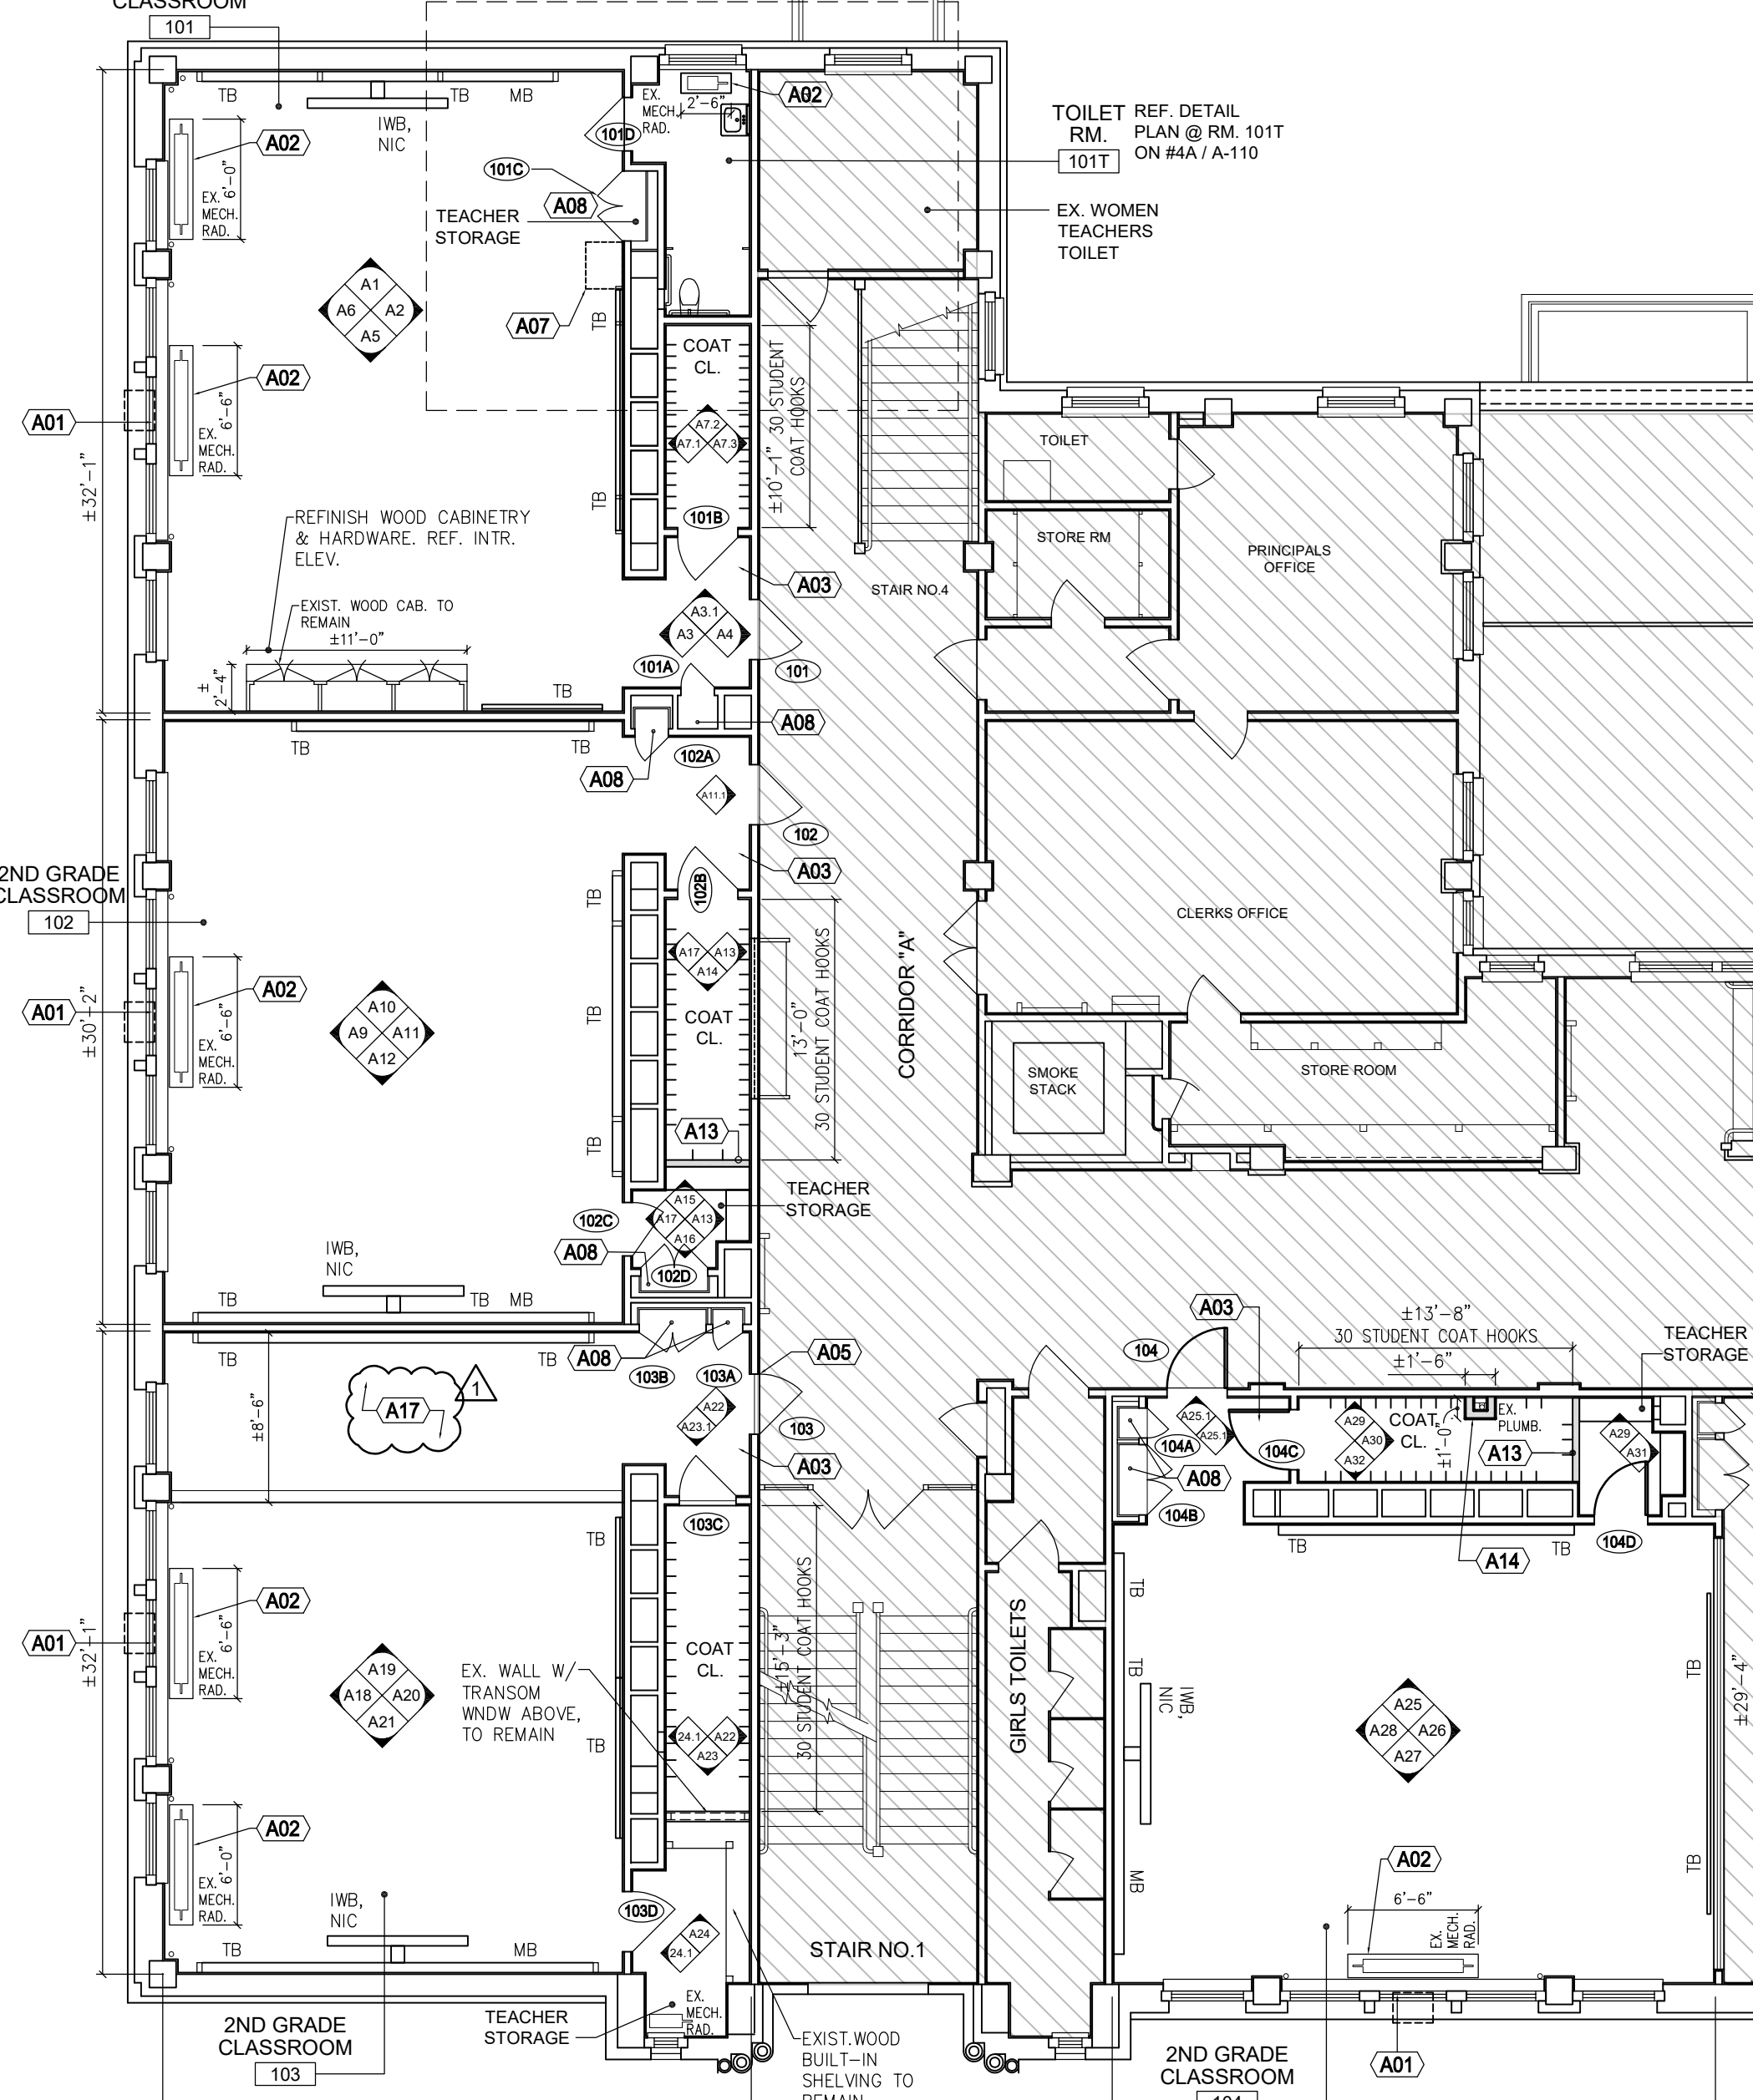 CLASSROOM
101
TB
TB
MB
IWB,
NIC
A02
6'-0"
EX.
MECH.
RAD.
EX.
MECH.
RAD.
2'-6"
A02
101D
101C
A08
TEACHER
STORAGE
TOILET
RM.
101T
REF. DETAIL
PLAN @ RM. 101T
ON #4A / A-110
EX. WOMEN
TEACHERS
TOILET
A1
A6
A2
A5
A07
TB
A02
6'-6"
EX.
MECH.
RAD.
A01
±32'-1"
COAT
CL.
A7.2
A7.1
A7.3
±10'-1"
30 STUDENT
COAT HOOKS
TB
101B
REFINISH WOOD CABINETRY
& HARDWARE. REF. INTR.
ELEV.
EXIST. WOOD CAB. TO
REMAIN
±11'-0"
±
2'-4"
TB
A03
A3.1
A3
A4
101A
101
A08
STAIR NO.4
TOILET
STORE RM
PRINCIPALS
OFFICE
TB
TB
A08
102A
A11.1
102
A03
102B
2ND GRADE
CLASSROOM
102
A02
6'-6"
EX.
MECH.
RAD.
A01
±30'-2"
A10
A9
A11
A12
TB
TB
TB
A17
A13
A14
COAT
CL.
13'-0"
30 STUDENT COAT HOOKS
A13
CORRIDOR "A"
CLERKS OFFICE
SMOKE
STACK
STORE ROOM
TEACHER
STORAGE
102C
A15
A17
A13
A16
A08
102D
IWB,
NIC
TB
TB
MB
TB
TB
A08
103B
103A
A05
A17
1
±8'-6"
A22
A23.1
103
A03
103C
A03
104
±13'-8"
30 STUDENT COAT HOOKS
±1'-6"
TEACHER
STORAGE
A25.1
A25.1
104A
A08
104B
104C
A29
A30
A32
COAT
CL.
±1'-0"
EX.
PLUMB.
A13
A29
A31
TB
TB
A14
104D
TB
A02
6'-6"
EX.
MECH.
RAD.
A01
±32'-1"
A19
A18
A20
A21
EX. WALL W/
TRANSOM
WNDW ABOVE,
TO REMAIN
TB
COAT
CL.
24.1
A22
A23
±15'-3"
30 STUDENT COAT HOOKS
GIRLS TOILETS
TB
TB
IWB,
NIC
MB
A25
A28
A26
A27
TB
TB
±29'-4"
A02
6'-0"
EX.
MECH.
RAD.
IWB,
NIC
TB
MB
103D
A24
24.1
STAIR NO.1
A02
6'-6"
EX.
MECH.
RAD.
2ND GRADE
CLASSROOM
103
TEACHER
STORAGE
EX.
MECH.
RAD.
EXIST.WOOD
BUILT-IN
SHELVING TO
REMAIN
2ND GRADE
CLASSROOM
104
A01